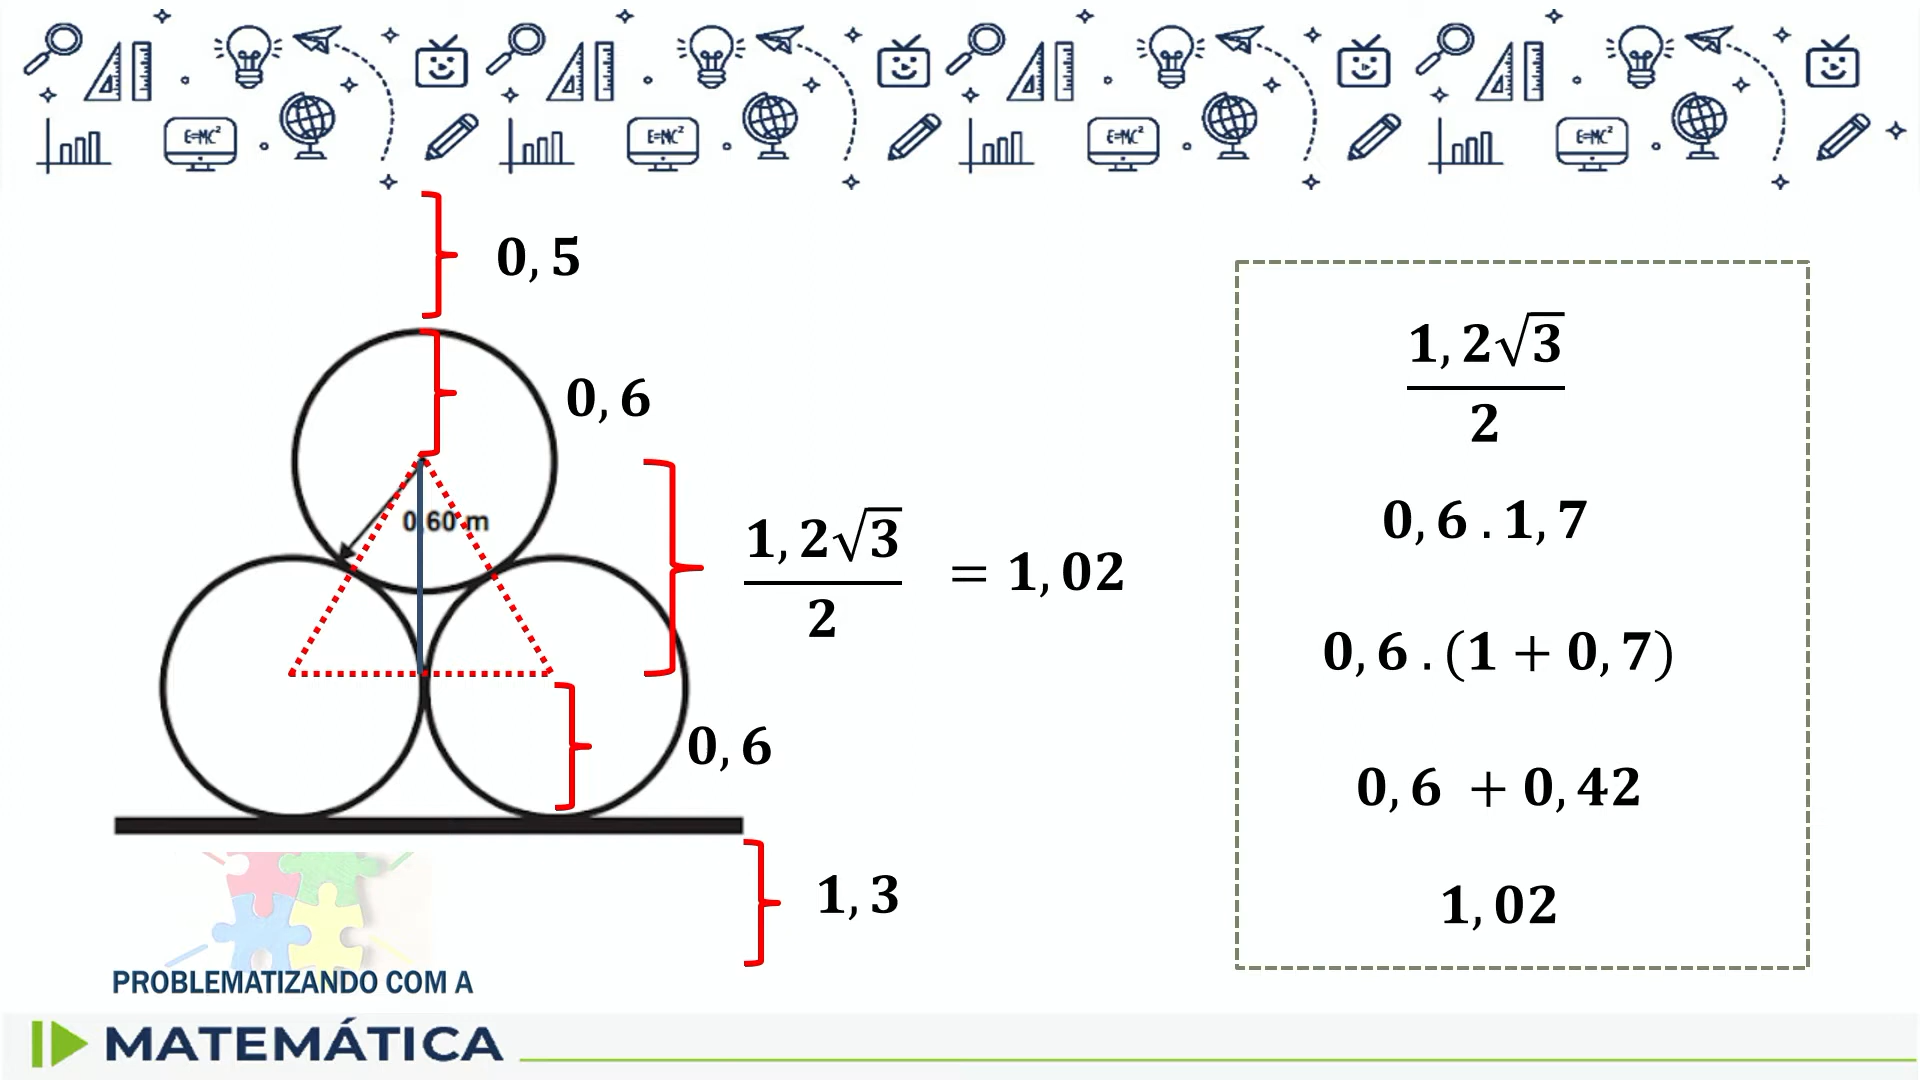 E=MC² E=MC² E=MC² E=MC²
0,5
0,6
0,60 m
1,2√3
2
= 1,02
0,6
1,3
1,2√3
2
0,6 . 1,7
0,6 . (1 + 0,7)
0,6 + 0,42
1,02
PROBLEMATIZANDO COM A
MATEMÁTICA